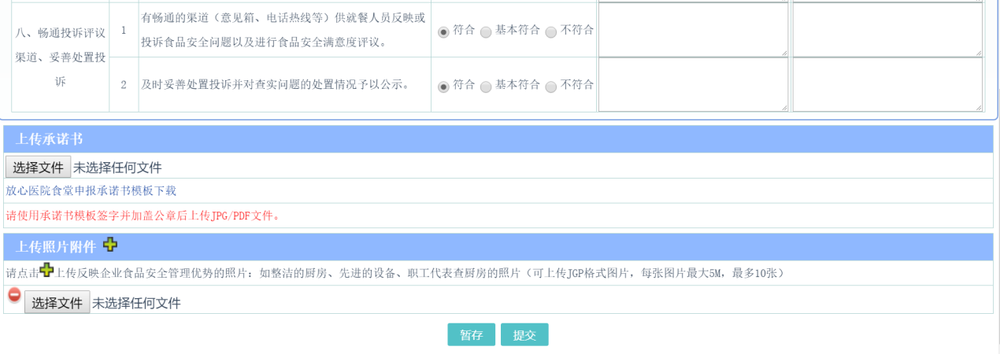 八、畅通投诉评议
渠道、妥善处置投
诉
1
有畅通的渠道（意见箱、电话热线等）供就餐人员反映或
投诉食品安全问题以及进行食品安全满意度评议。
符合 基本符合 不符合
2
及时妥善处置投诉并对查实问题的处置情况予以公示。
符合 基本符合 不符合
上传承诺书
选择文件 未选择任何文件
放心医院食堂申报承诺书模板下载
请使用承诺书模板签字并加盖公章后上传JPG/PDF文件。
上传照片附件
请点击上传反映企业食品安全管理优势的照片：如整洁的厨房、先进的设备、职工代表查厨房的照片（可上传JGP格式图片，每张图片最大5M，最多10张）
选择文件 未选择任何文件
暂存 提交